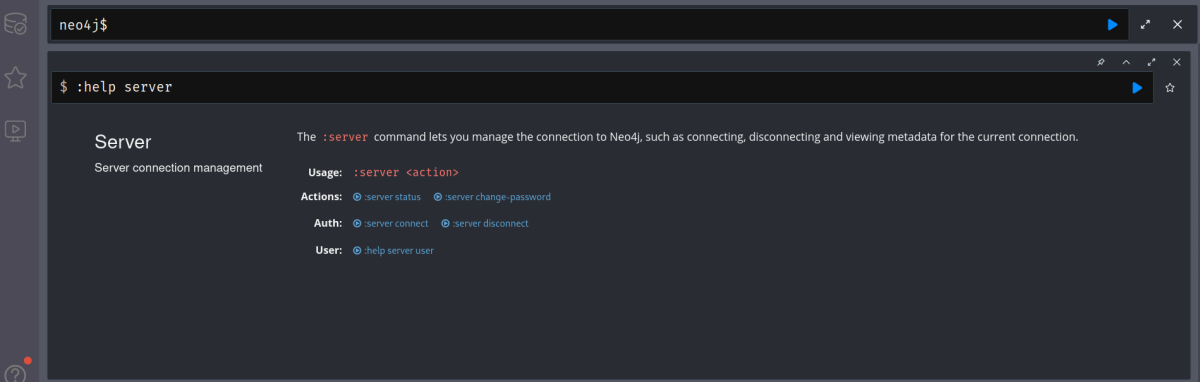 neo4j$
$ :help server
Server
Server connection management
The :server command lets you manage the connection to Neo4j, such as connecting, disconnecting and viewing metadata for the current connection.
Usage: :server <action>
Actions: :server status :server change-password
Auth: :server connect :server disconnect
User: :help server user